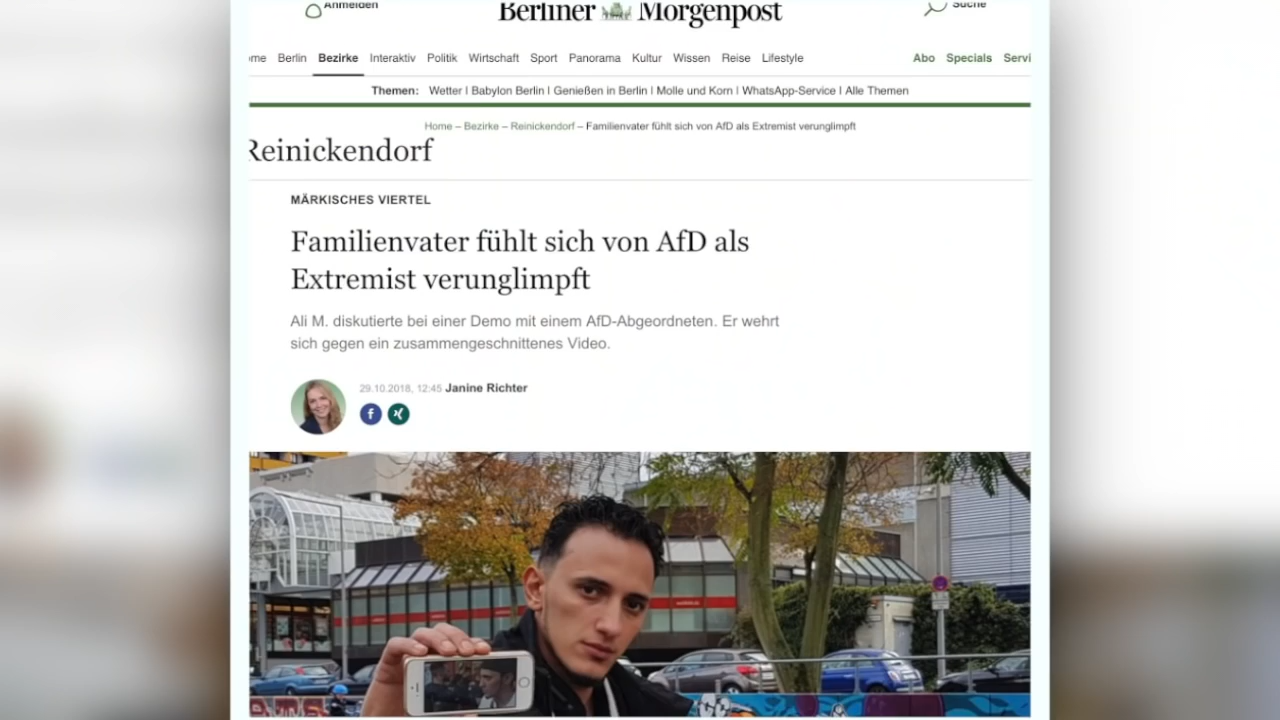 Anmelden
Berliner Morgenpost
Suche
me Berlin Bezirke Interaktiv Politik Wirtschaft Sport Panorama Kultur Wissen Reise Lifestyle Abo Specials Servi
Themen: Wetter | Babylon Berlin | Genießen in Berlin | Molle und Korn | WhatsApp-Service | Alle Themen
Home – Bezirke – Reinickendorf – Familienvater fühlt sich von AfD als Extremist verunglimpft
Reinickendorf
MÄRKISCHES VIERTEL
Familienvater fühlt sich von AfD als
Extremist verunglimpft
Ali M. diskutierte bei einer Demo mit einem AfD-Abgeordneten. Er wehrt
sich gegen ein zusammengeschnittenes Video.
29.10.2018, 12:45 Janine Richter